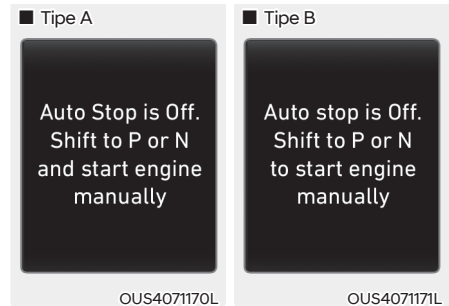 ■ Tipe A
Auto Stop is Off.
Shift to P or N
and start engine
manually
OUS4071170L
■ Tipe B
Auto stop is Off.
Shift to P or N
to start engine
manually
OUS4071171L